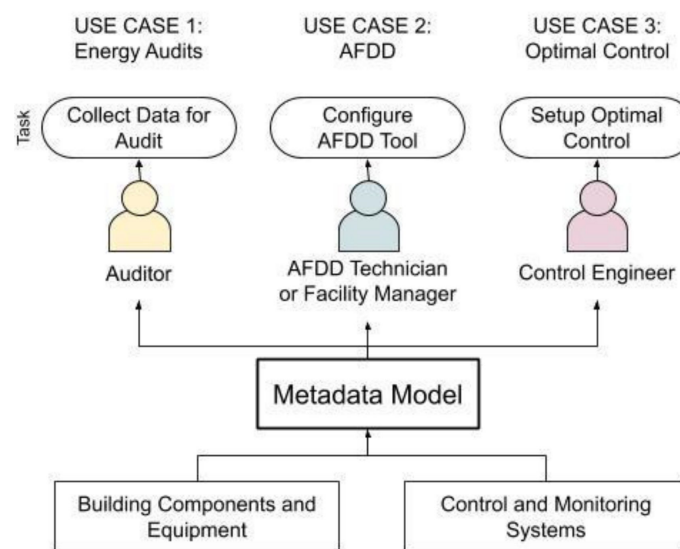 USE CASE 1:
Energy Audits
USE CASE 2:
AFDD
USE CASE 3:
Optimal Control
Task
Collect Data for
Audit
Configure
AFDD Tool
Setup Optimal
Control
Auditor
AFDD Technician
or Facility Manager
Control Engineer
Metadata Model
Building Components and
Equipment
Control and Monitoring
Systems